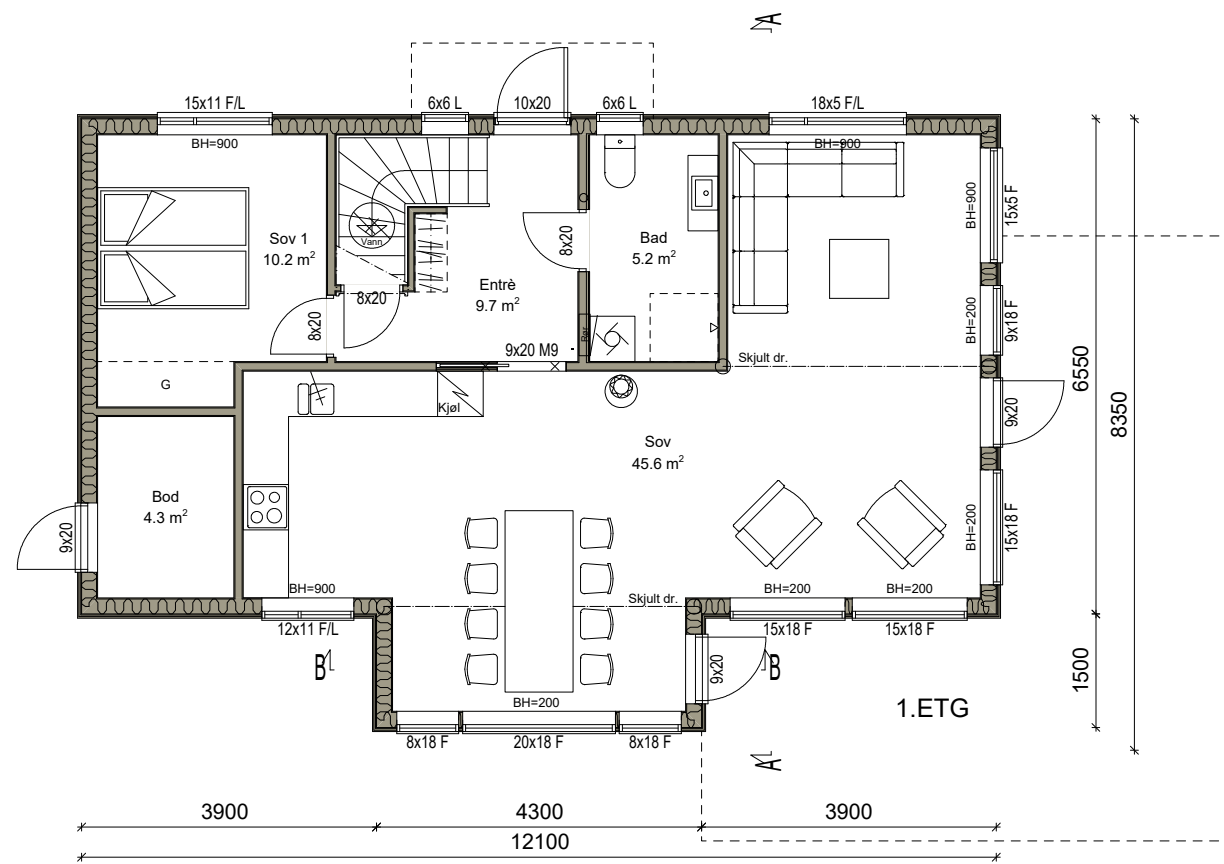 A
15x11 F/L
6x6 L
10x20
6x6 L
18x5 F/L
BH=900
BH=900
BH=900
15x5 F
8x20
Vann
Sov 1
10.2 m²
Bad
5.2 m²
Entrè
9.7 m²
8x20
8x20
BH=200
9x18 F
Rør
9x20 M9
Skjult dr.
6550
8350
G
Kjøl
9x20
Sov
45.6 m²
Bod
4.3 m²
9x20
BH=200
15x18 F
BH=900
Skjult dr.
BH=200
BH=200
12x11 F/L
15x18 F
15x18 F
B
9x20
B
1500
BH=200
1.ETG
8x18 F
20x18 F
8x18 F
A
3900
4300
3900
12100